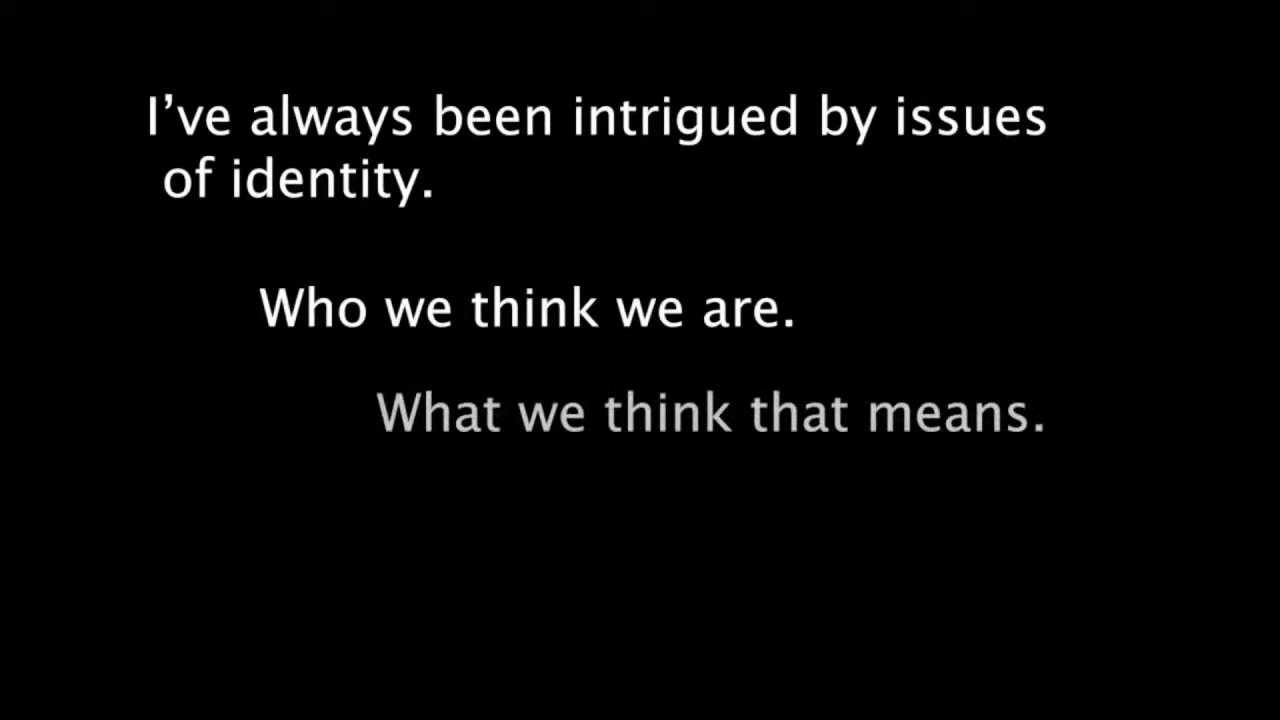 I’ve always been intrigued by issues
of identity.
Who we think we are.
What we think that means.